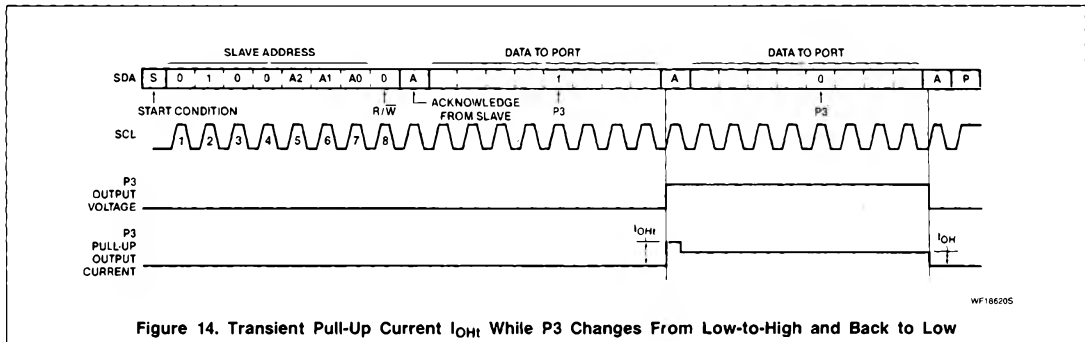 SLAVE ADDRESS DATA TO PORT DATA TO PORT
SDA S 0 1 0 0 A2 A1 A0 0 A 1 A 0 A P
START CONDITION R/W̅ ACKNOWLEDGE FROM SLAVE P3 P3
SCL 1 2 3 4 5 6 7 8
P3 OUTPUT VOLTAGE
P3 PULL-UP OUTPUT CURRENT IOHt IOH
WF18620S
Figure 14. Transient Pull-Up Current IOHt While P3 Changes From Low-to-High and Back to Low